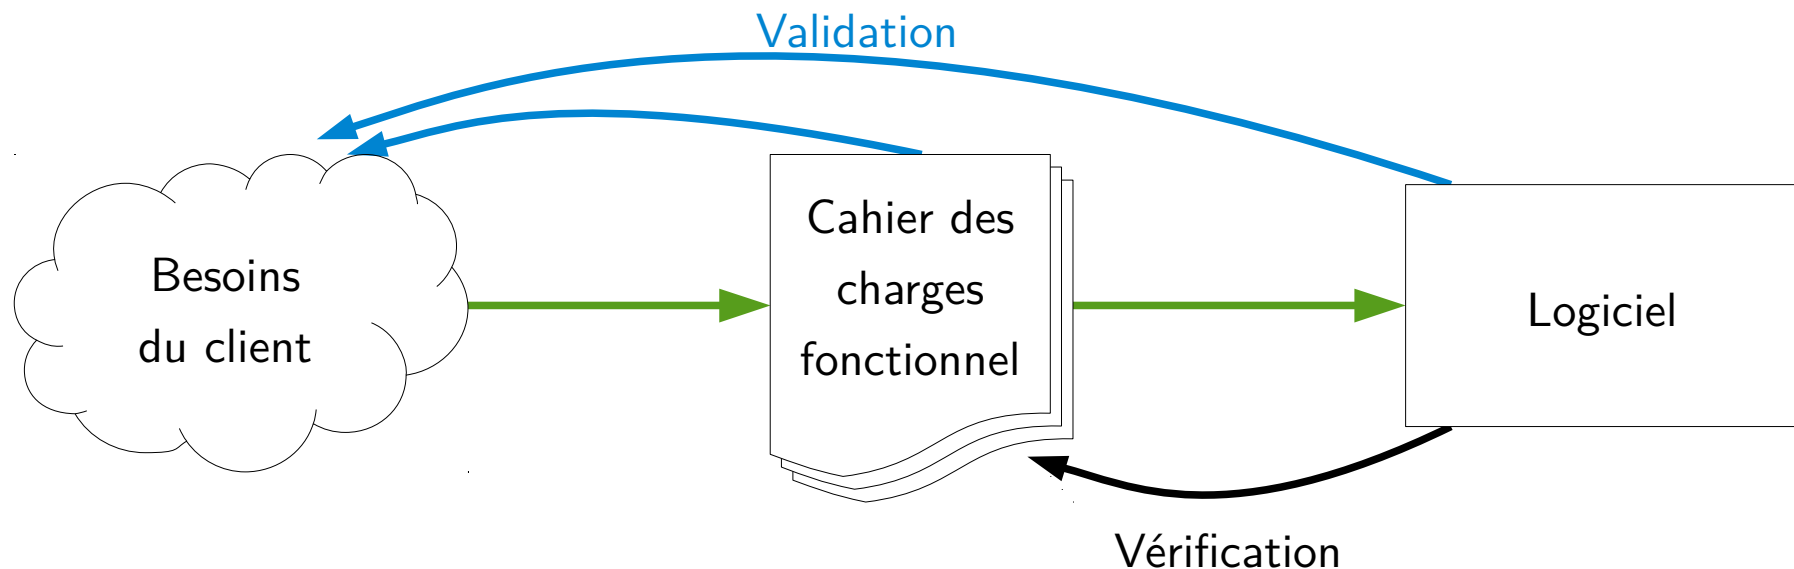 Validation
Besoins
du client
Cahier des
charges
fonctionnel
Logiciel
Vérification